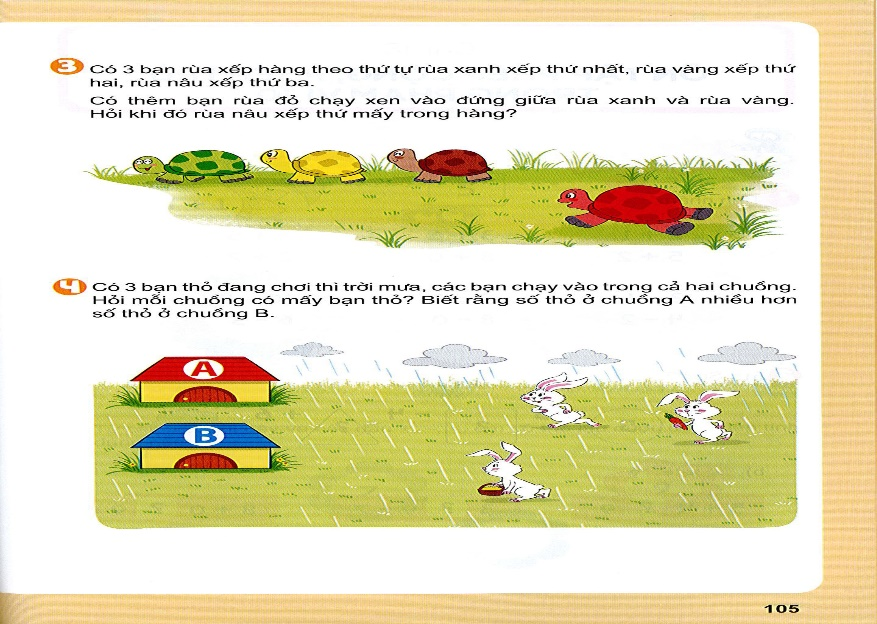 3 Có 3 bạn rùa xếp hàng theo thứ tự rùa xanh xếp thứ nhất, rùa vàng xếp thứ
hai, rùa nâu xếp thứ ba.
Có thêm bạn rùa đỏ chạy xen vào đứng giữa rùa xanh và rùa vàng.
Hỏi khi đó rùa nâu xếp thứ mấy trong hàng?
4 Có 3 bạn thỏ đang chơi thì trời mưa, các bạn chạy vào trong cả hai chuồng.
Hỏi mỗi chuồng có mấy bạn thỏ? Biết rằng số thỏ ở chuồng A nhiều hơn
số thỏ ở chuồng B.
A
B
105